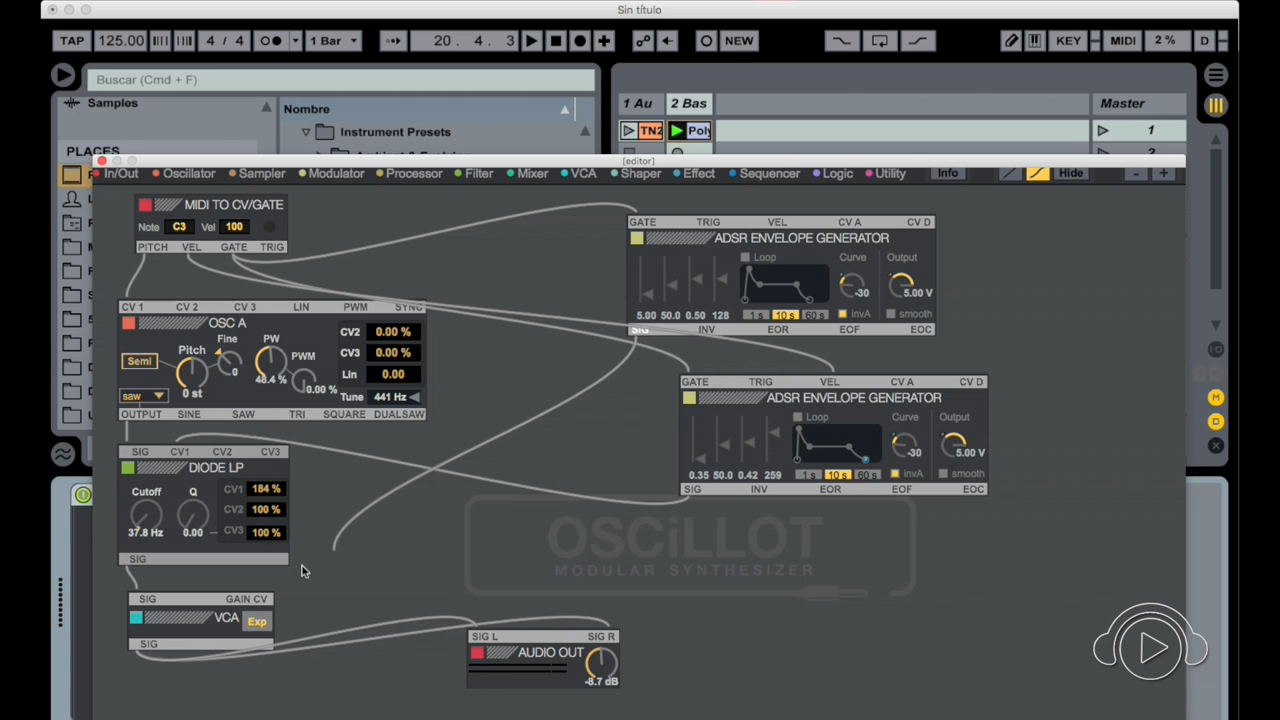 Sin título
TAP 125.00 4 / 4 1 Bar 20. 4. 3 NEW KEY MIDI 2 % D
Buscar (Cmd + F)
Samples Nombre 1 Au 2 Bas Master
Instrument Presets TN2 Poly 1
PLACES
[editor]
In/Out Oscillator Sampler Modulator Processor Filter Mixer VCA Shaper Effect Sequencer Logic Utility Info Hide - +
MIDI TO CV/GATE
Note C3 Vel 100
PITCH VEL GATE TRIG
GATE TRIG VEL CV A CV D
ADSR ENVELOPE GENERATOR
Loop Curve Output
-30 5.00 V
5.00 50.0 0.50 128 1 s 10 s 60 s invA smooth
SIG INV EOR EOF EOC
CV 1 CV 2 CV 3 LIN PWM SYNC
OSC A
CV2 0.00 %
Fine PW
Pitch CV3 0.00 %
Semi PWM
0 48.4 % Lin 0.00
0 st 0.00 %
saw Tune 441 Hz
OUTPUT SINE SAW TRI SQUARE DUALSAW
GATE TRIG VEL CV A CV D
ADSR ENVELOPE GENERATOR
Loop Curve Output
-30 5.00 V
0.35 50.0 0.42 259 1 s 10 s 60 s invA smooth
SIG INV EOR EOF EOC
SIG CV1 CV2 CV3
DIODE LP
Cutoff Q CV1 184 %
CV2 100 %
37.8 Hz 0.00 CV3 100 %
SIG
OSCiLLOT
MODULAR SYNTHESIZER
SIG GAIN CV
VCA Exp
SIG
SIG L SIG R
AUDIO OUT
-8.7 dB
M
D